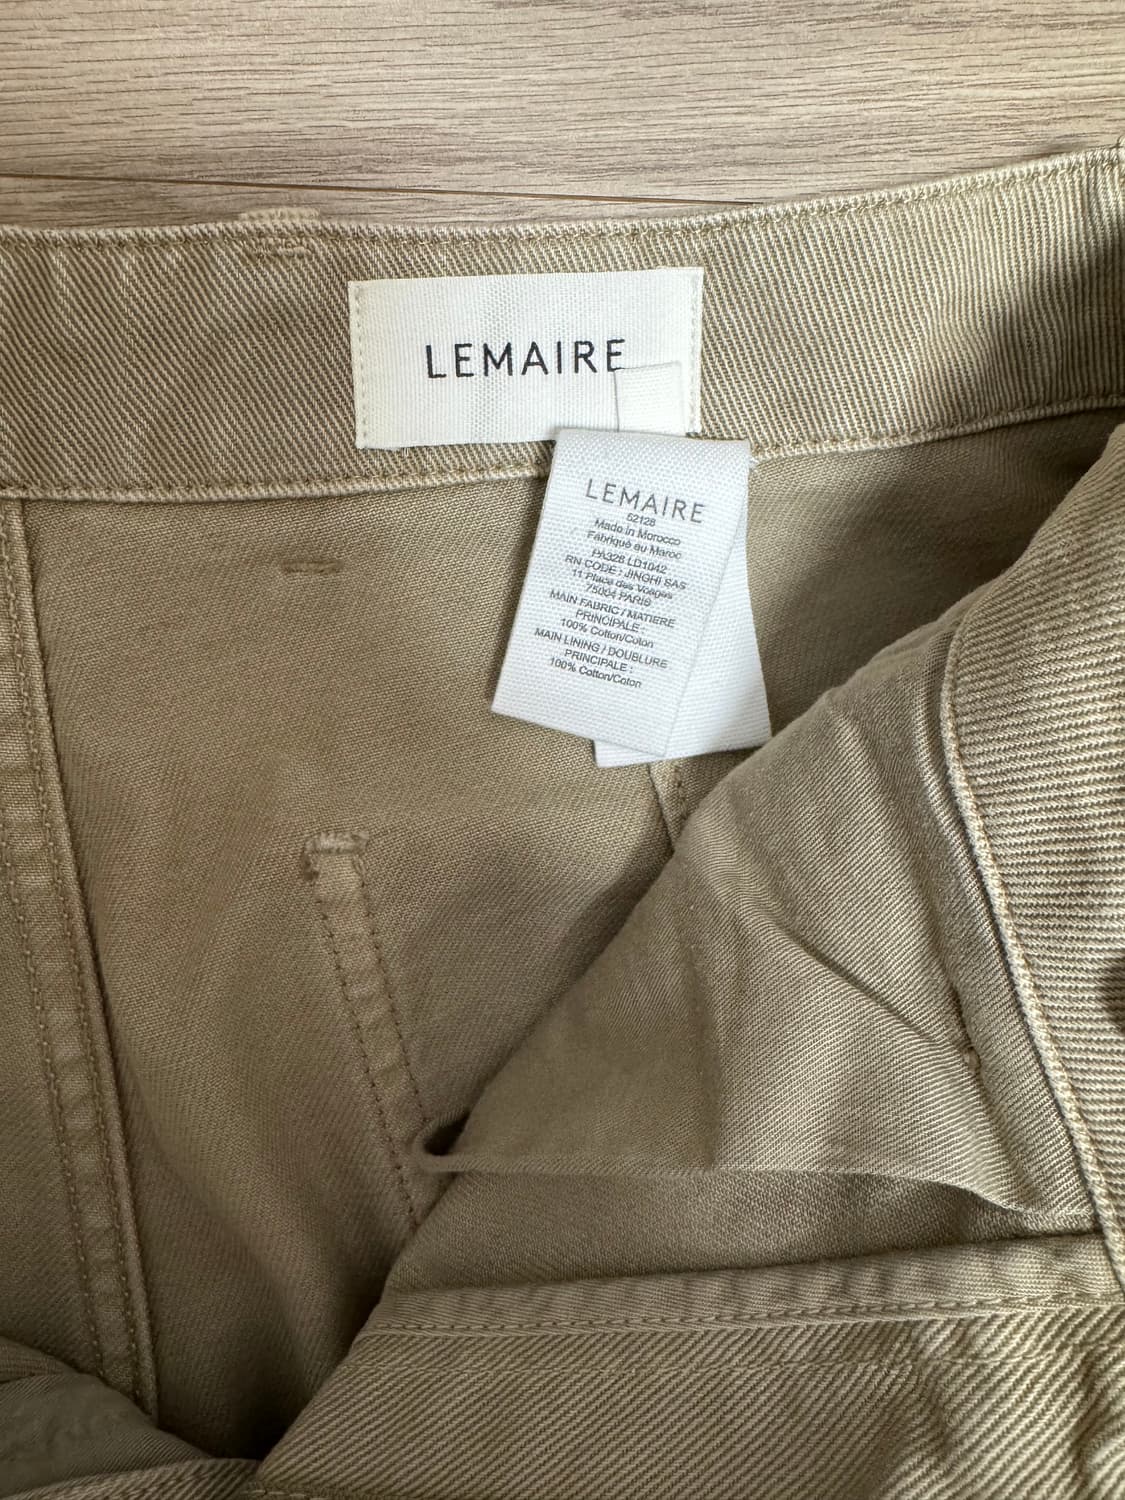 LEMAIRE
LEMAIRE
52128
Made in Morocco
Fabriqué au Maroc
PA328 LD1042
RN CODE : JINGHI SAS
11 Place des Vosges
75004 PARIS
MAIN FABRIC / MATIERE
PRINCIPALE :
100% Cotton/Coton
MAIN LINING / DOUBLURE
PRINCIPALE :
100% Cotton/Coton